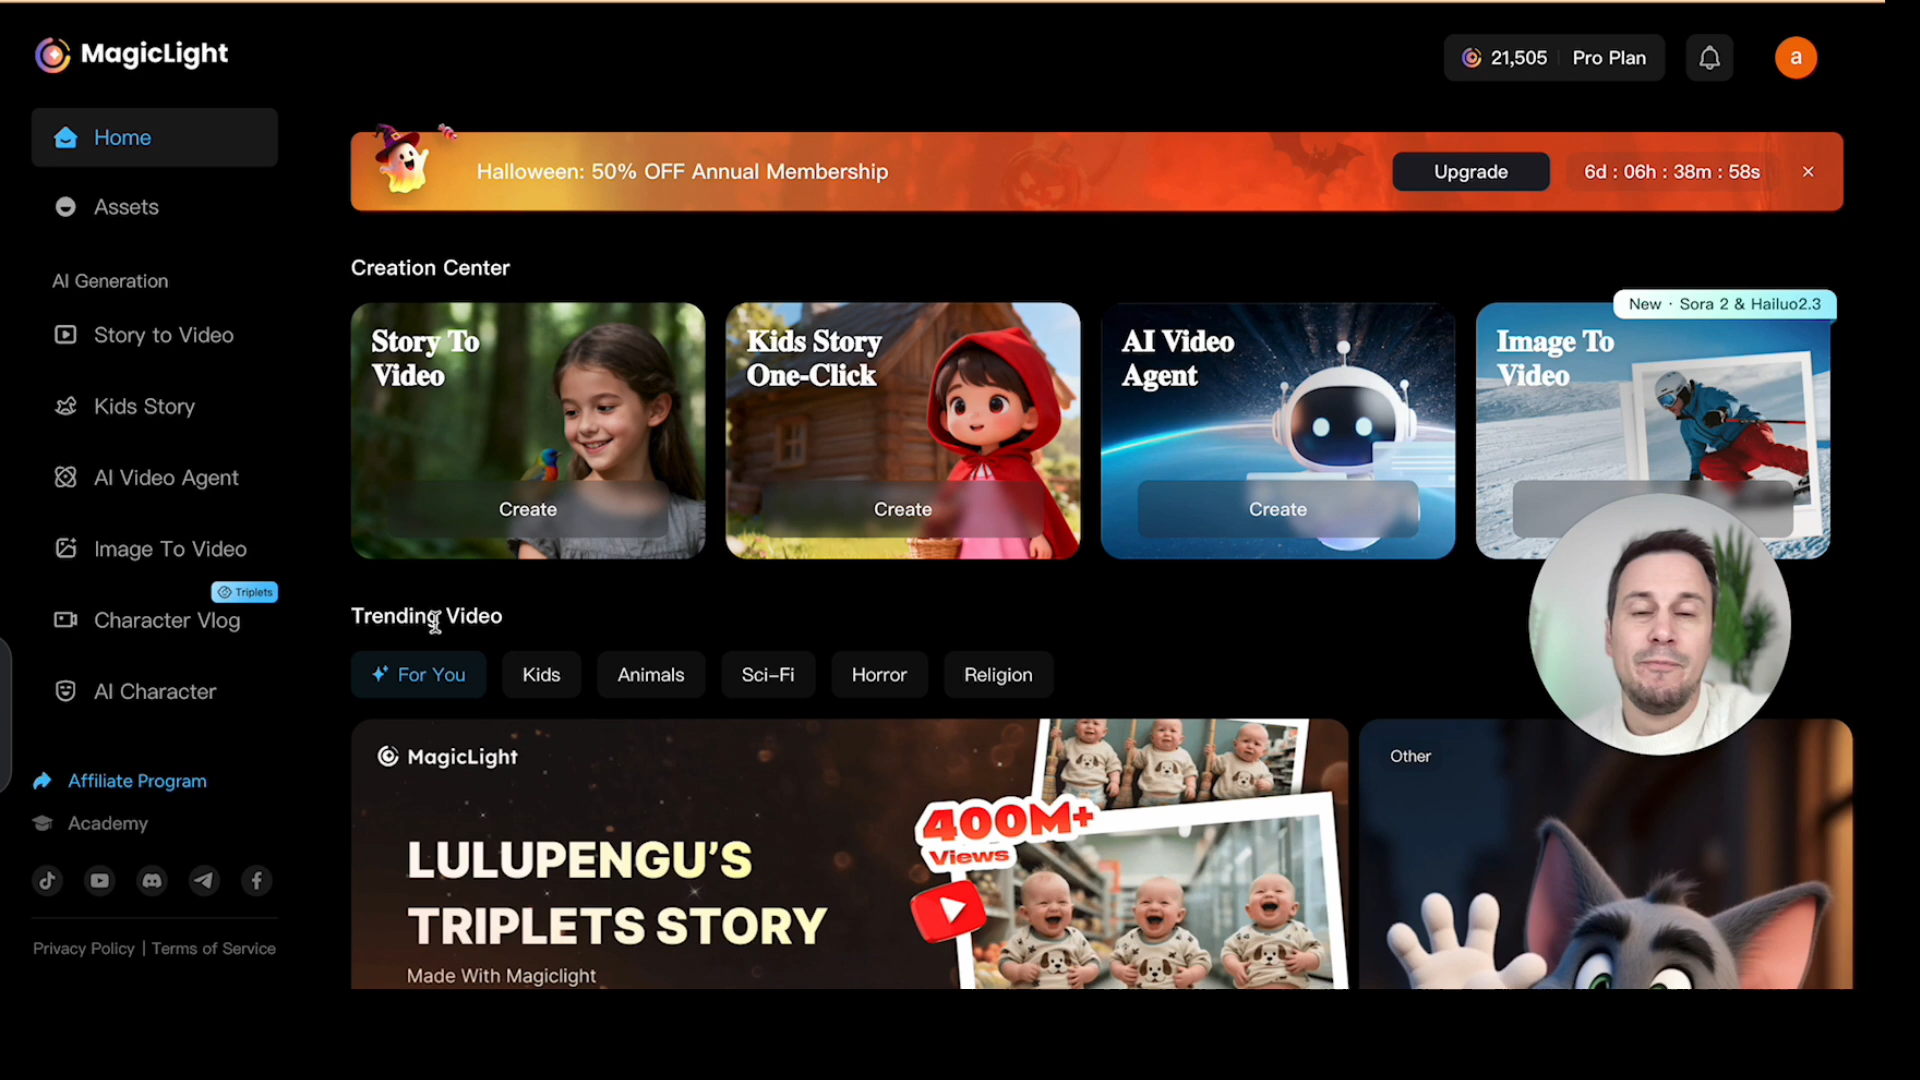 MagicLight
21,505 Pro Plan
a
Home
Assets
AI Generation
Story to Video
Kids Story
AI Video Agent
Image To Video
Triplets
Character Vlog
AI Character
Affiliate Program
Academy
Privacy Policy | Terms of Service
Halloween: 50% OFF Annual Membership
Upgrade
6d : 06h : 38m : 58s
Creation Center
Story To
Video
Create
Kids Story
One-Click
Create
AI Video
Agent
Create
New · Sora 2 & Hailuo2.3
Image To
Video
Trending Video
For You
Kids
Animals
Sci-Fi
Horror
Religion
MagicLight
LULUPENGU'S
TRIPLETS STORY
Made With Magiclight
400M+
Views
Other